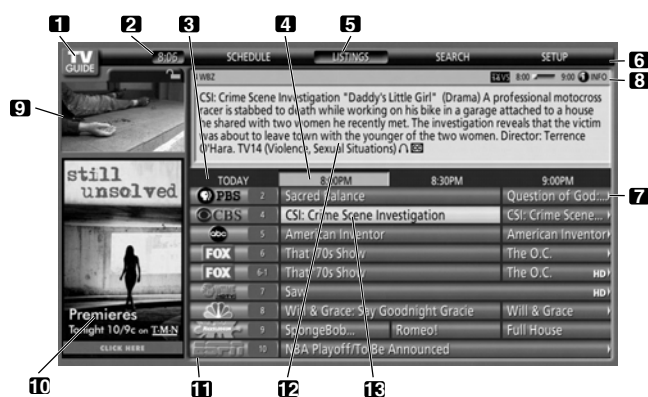 1 2 3 4 5
TV GUIDE 8:06 SCHEDULE LISTINGS SEARCH SETUP 6
WBZ TVG VS 8:00 9:00 INFO 8
9
CSI: Crime Scene Investigation "Daddy's Little Girl" (Drama) A professional motocross
racer is stabbed to death while working on his bike in a garage attached to a house
he shared with two women he recently met. The investigation reveals that the victim
was about to leave town with the younger of the two women. Director: Terrence
O'Hara. TV14 (Violence, Sexual Situations)
still
unsolved
TODAY 8:00PM 8:30PM 9:00PM
PBS 2 Sacred Balance Question of God:... 7
CBS 4 CSI: Crime Scene Investigation CSI: Crime Scene...
abc 5 American Inventor American Inventor
FOX 6 That '70s Show The O.C.
FOX 6-1 That '70s Show The O.C. HD
7 Save HD
8 Will & Grace: Say Goodnight Gracie Will & Grace
9 SpongeBob... Romeo! Full House
10 NBA Playoff/To Be Announced
Premieres
Tonight 10/9c on T·M·N
CLICK HERE
10 11 12 13